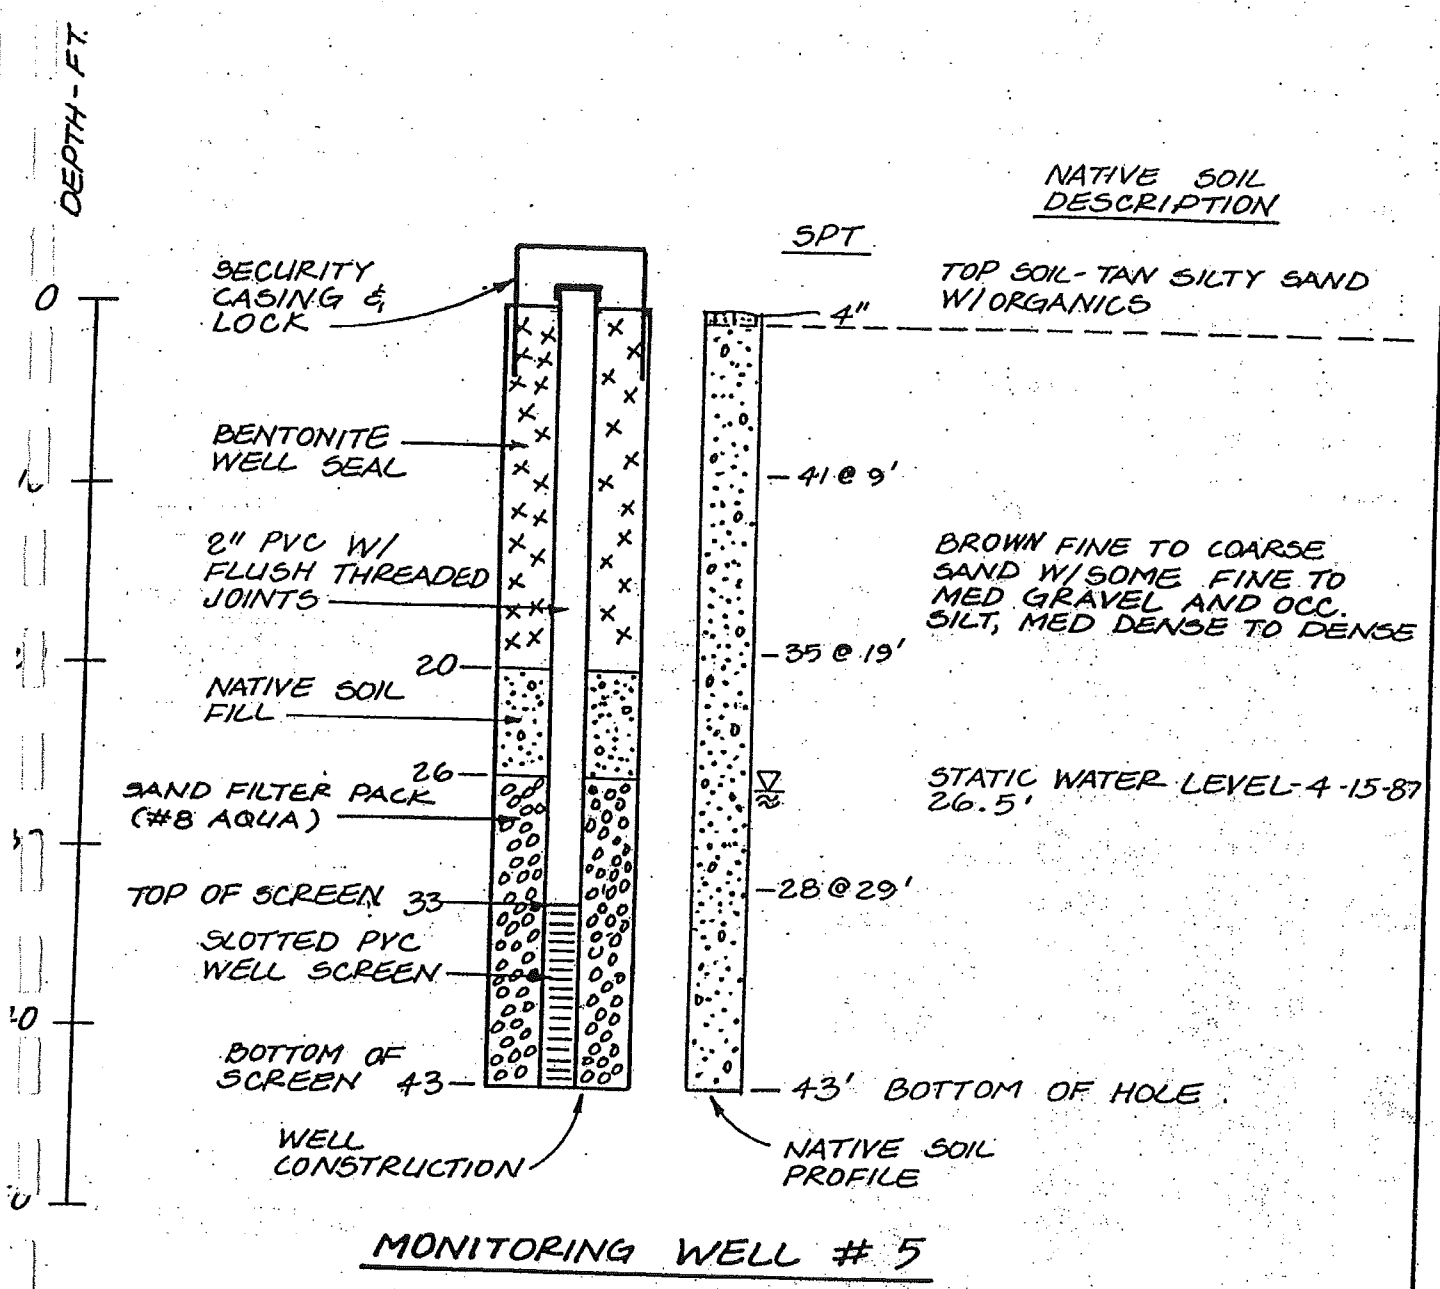 DEPTH-FT.
NATIVE SOIL
DESCRIPTION
SPT
SECURITY
CASING &
LOCK
TOP SOIL-TAN SILTY SAND
W/ORGANICS
0
4"
BENTONITE
WELL SEAL
41 @ 9'
2" PVC W/
FLUSH THREADED
JOINTS
BROWN FINE TO COARSE
SAND W/SOME FINE TO
MED GRAVEL AND OCC.
SILT, MED DENSE TO DENSE
35 @ 19'
20
NATIVE SOIL
FILL
26
SAND FILTER PACK
(#8 AQUA)
STATIC WATER LEVEL-4-15-87
26.5'
TOP OF SCREEN 33
28 @ 29'
SLOTTED PVC
WELL SCREEN
BOTTOM OF
SCREEN 43
43' BOTTOM OF HOLE
WELL
CONSTRUCTION
NATIVE SOIL
PROFILE
MONITORING WELL # 5